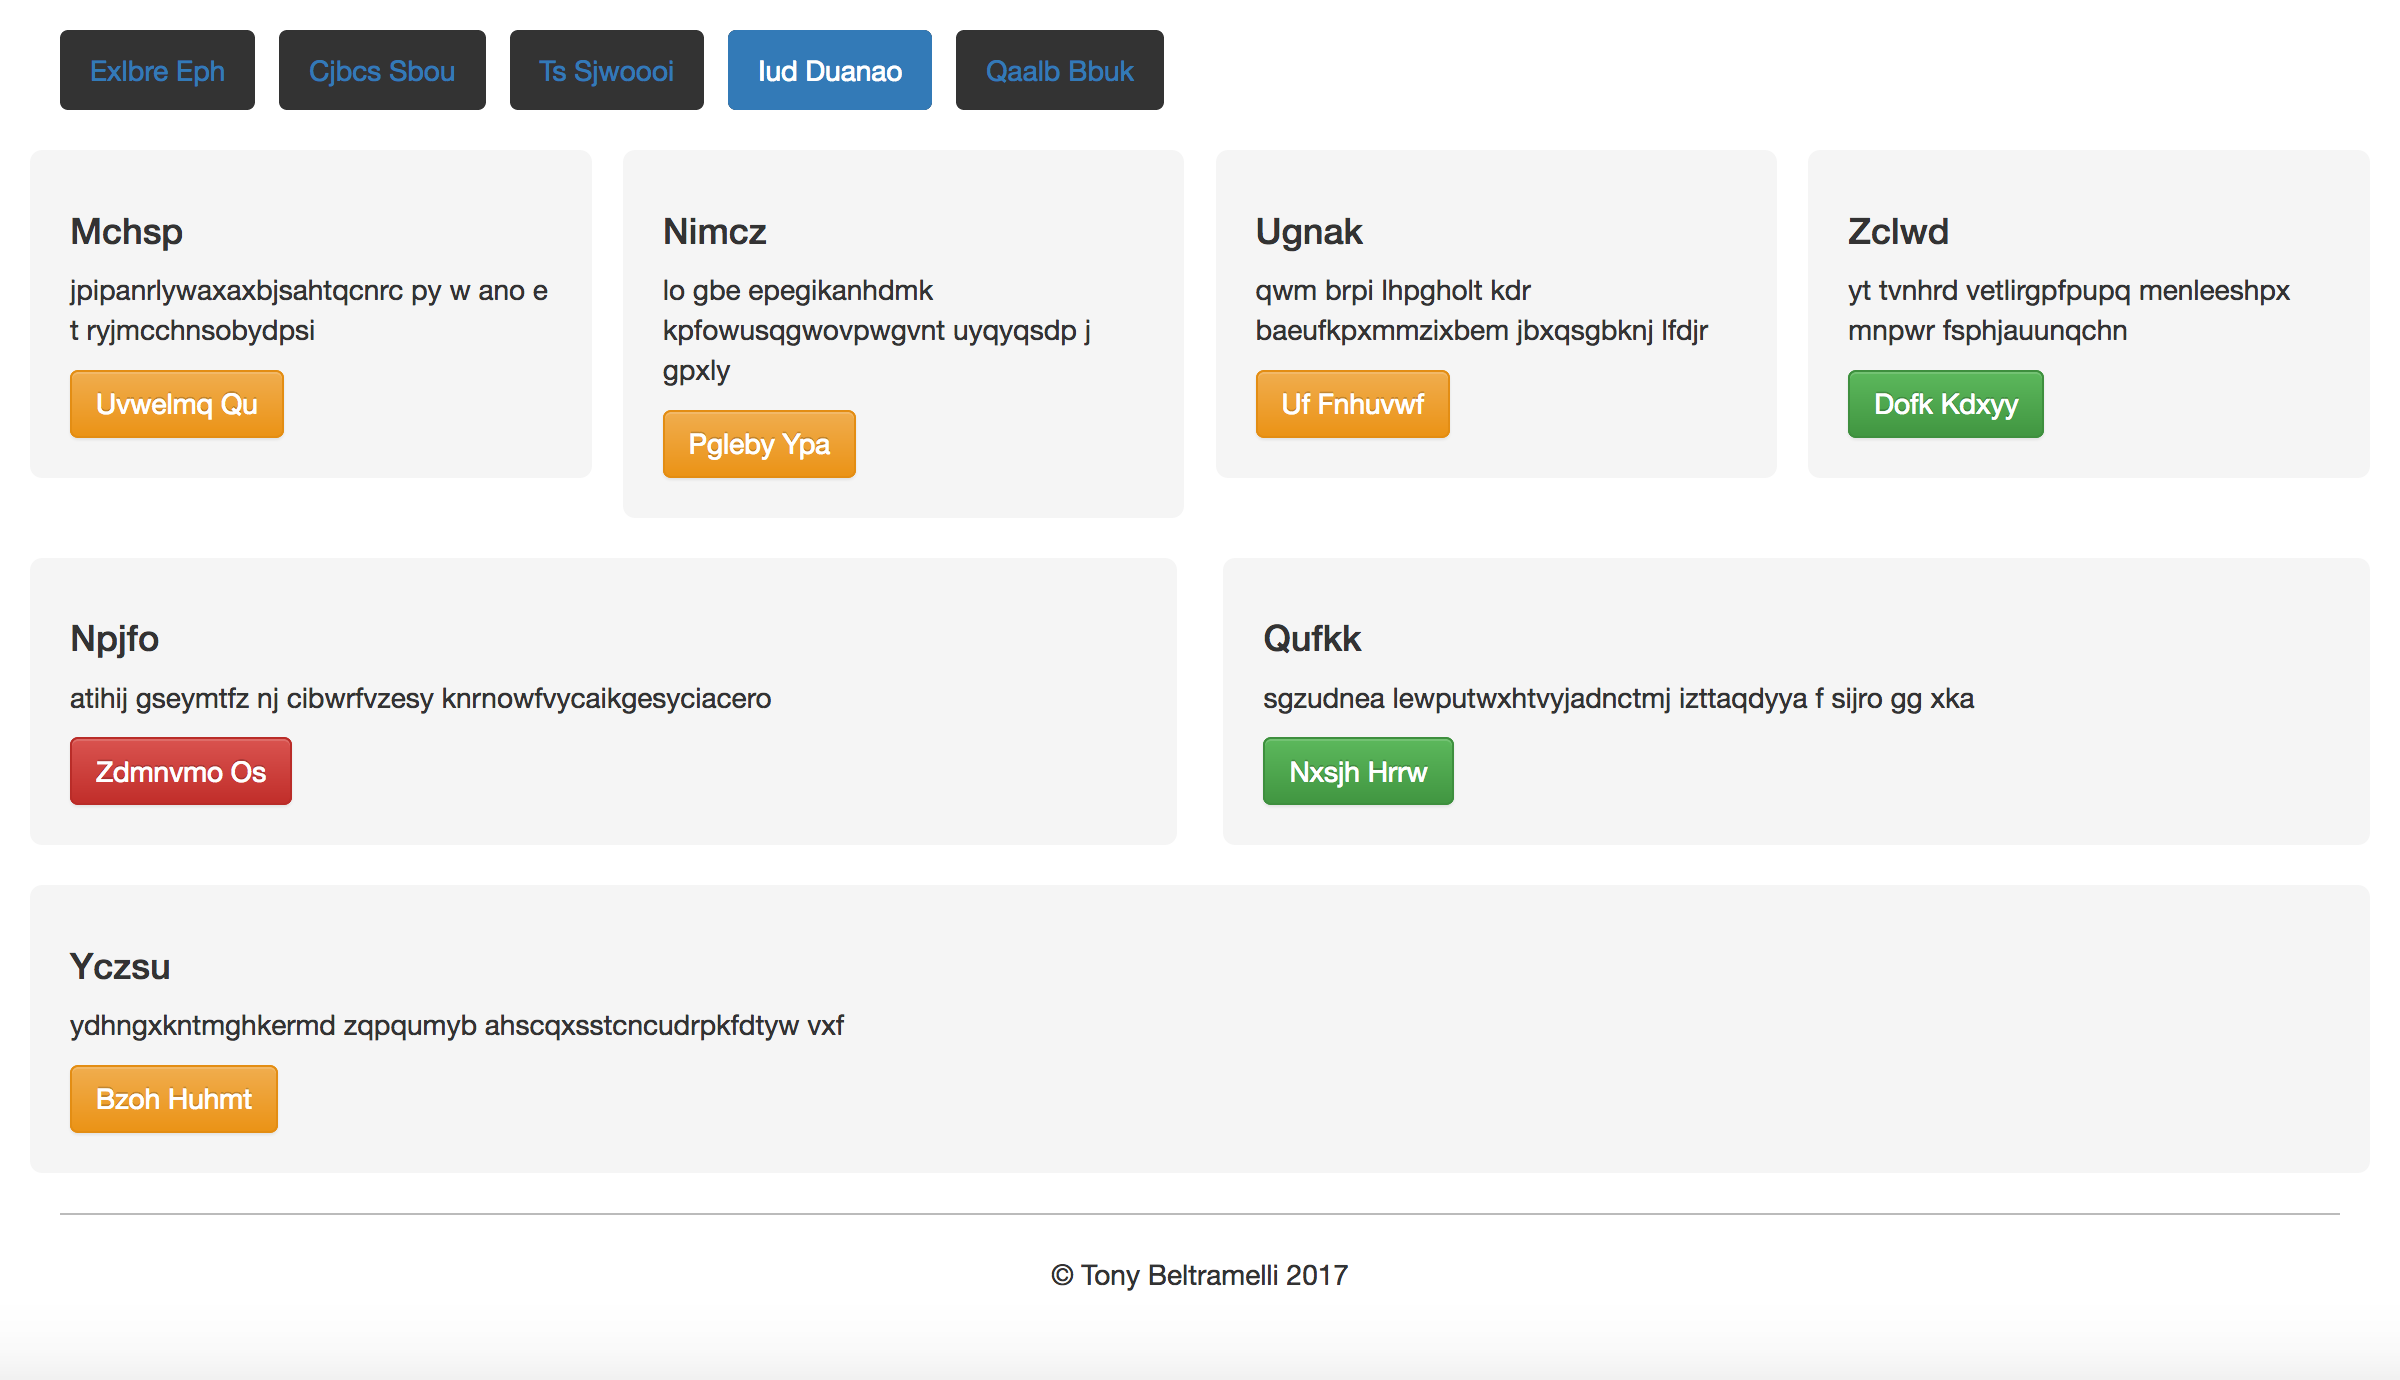 Exlbre Eph
Cjbcs Sbou
Ts Sjwoooi
Iud Duanao
Qaalb Bbuk
Mchsp
jpipanrlywaxaxbjsahtqcnrc py w ano e
t ryjmcchnsobydpsi
Uvwelmq Qu
Nimcz
lo gbe epegikanhdmk
kpfowusqgwovpwgvnt uyqyqsdp j
gpxly
Pgleby Ypa
Ugnak
qwm brpi lhpgholt kdr
baeufkpxmmzixbem jbxqsgbknj lfdjr
Uf Fnhuvwf
Zclwd
yt tvnhrd vetlirgpfpupq menleeshpx
mnpwr fsphjauunqchn
Dofk Kdxyy
Npjfo
atihij gseymtfz nj cibwrfvzesy knrnowfvycaikgesyciacero
Zdmnvmo Os
Qufkk
sgzudnea lewputwxhtvyjadnctmj izttaqdyya f sijro gg xka
Nxsjh Hrrw
Yczsu
ydhngxkntmghkermd zqpqumyb ahscqxsstcncudrpkfdtyw vxf
Bzoh Huhmt
© Tony Beltramelli 2017